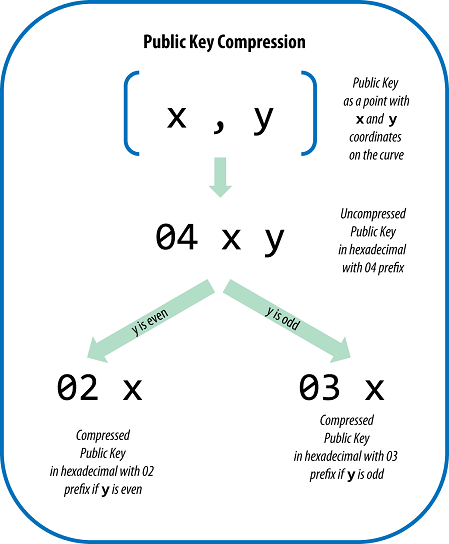 Public Key Compression
x , y
Public Key
as a point with
x and y
coordinates
on the curve
04 x y
Uncompressed
Public Key
in hexadecimal
with 04 prefix
y is even
y is odd
02 x
Compressed
Public Key
in hexadecimal with 02
prefix if y is even
03 x
Compressed
Public Key
in hexadecimal with 03
prefix if y is odd